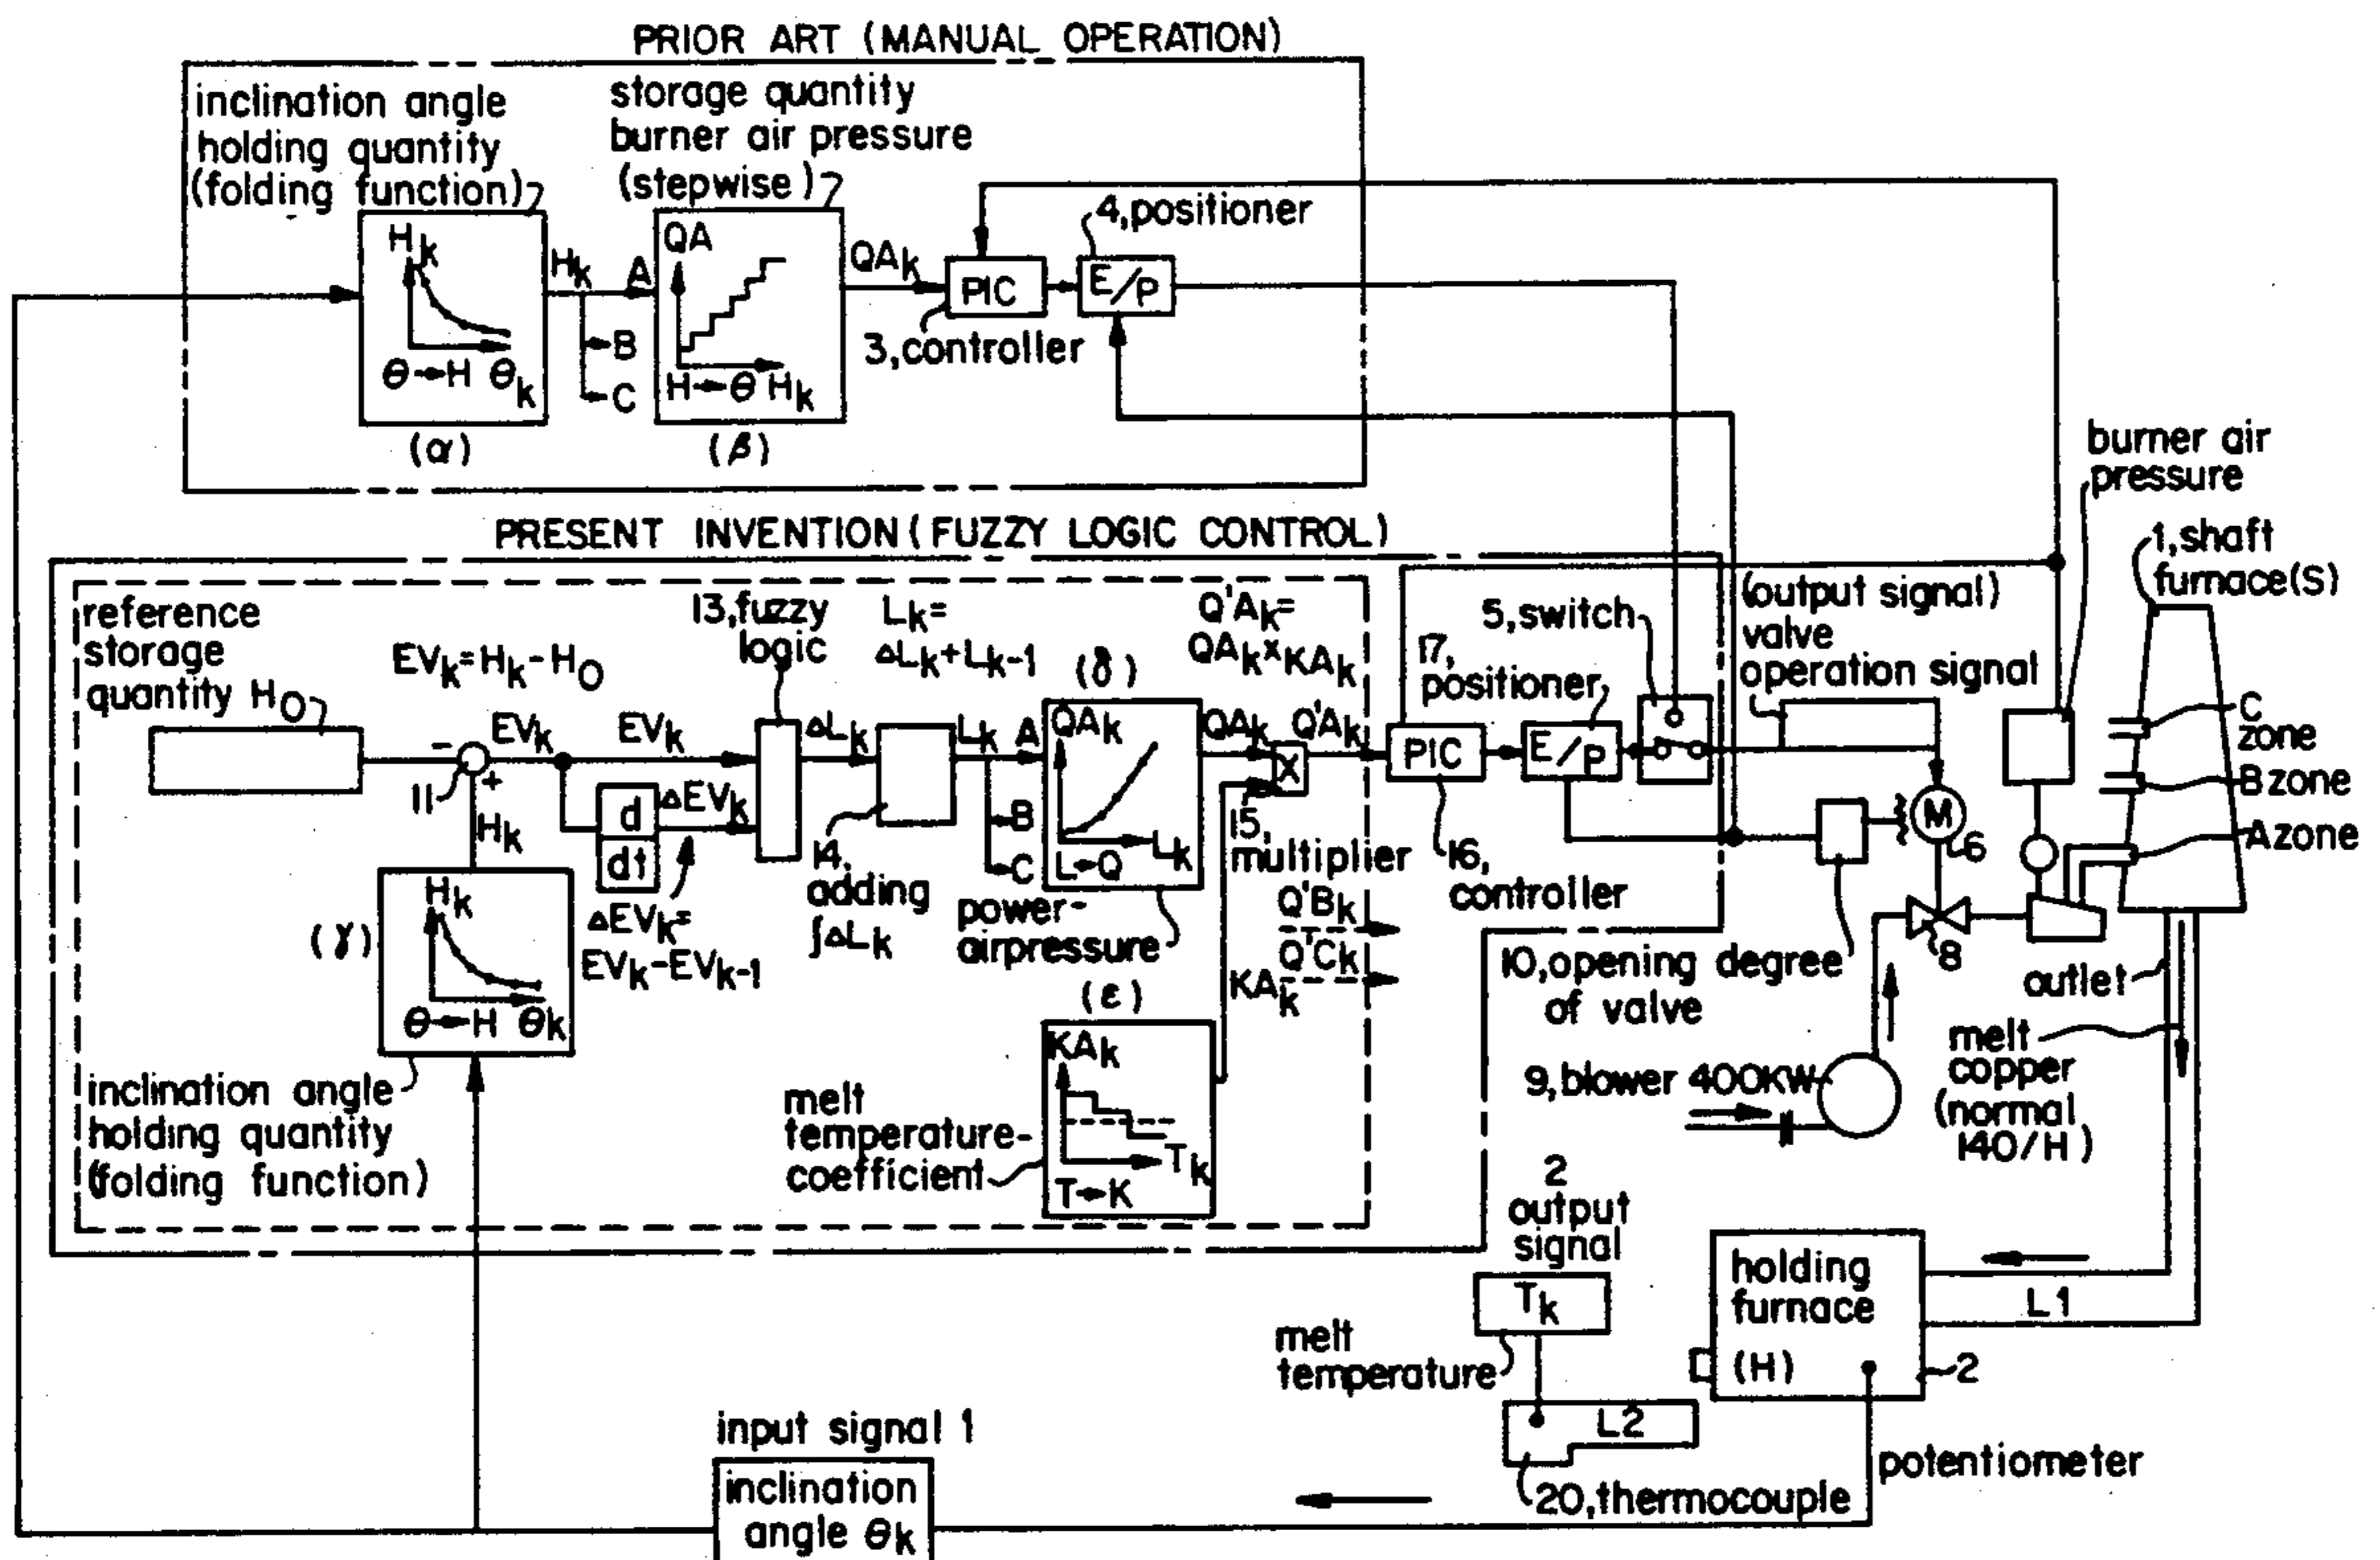 PRIOR ART (MANUAL OPERATION)
inclination angle
holding quantity
(folding function)
storage quantity
burner air pressure
(stepwise)
Hk
θ→H θk
(α)
Hk
A
B
C
QA
H→θ Hk
(β)
QAk
PIC
3,controller
4,positioner
E/P
burner air
pressure
PRESENT INVENTION (FUZZY LOGIC CONTROL)
reference
storage
quantity H0
EVk=Hk-H0
13,fuzzy
logic
Lk=
ΔLk+Lk-1
(δ)
Q'Ak=
QAk×KAk
17,
positioner
5,switch
(output signal)
valve
operation signal
1,shaft
furnace(S)
C
zone
B zone
A zone
-
+
11
EVk
EVk
d
dt
ΔEVk
ΔEVk=
EVk-EVk-1
ΔLk
Lk
A
B
C
14,
adding
∫ΔLk
QAk
Lk
L→Q
power-
airpressure
QAk
X
Q'Ak
15,
multiplier
Q'Bk
Q'Ck
KAk
PIC
16,
controller
E/P
M
6
8
10,opening degree
of valve
outlet
melt
copper
(normal
140/H)
9,blower 400KW
Hk
(γ)
Hk
θ→H θk
inclination angle
holding quantity
(folding function)
(ε)
KAk
Tk
T→K
melt
temperature-
coefficient
2
output
signal
Tk
melt
temperature
L2
20,thermocouple
holding
furnace
(H)
2
L1
potentiometer
input signal 1
inclination
angle θk